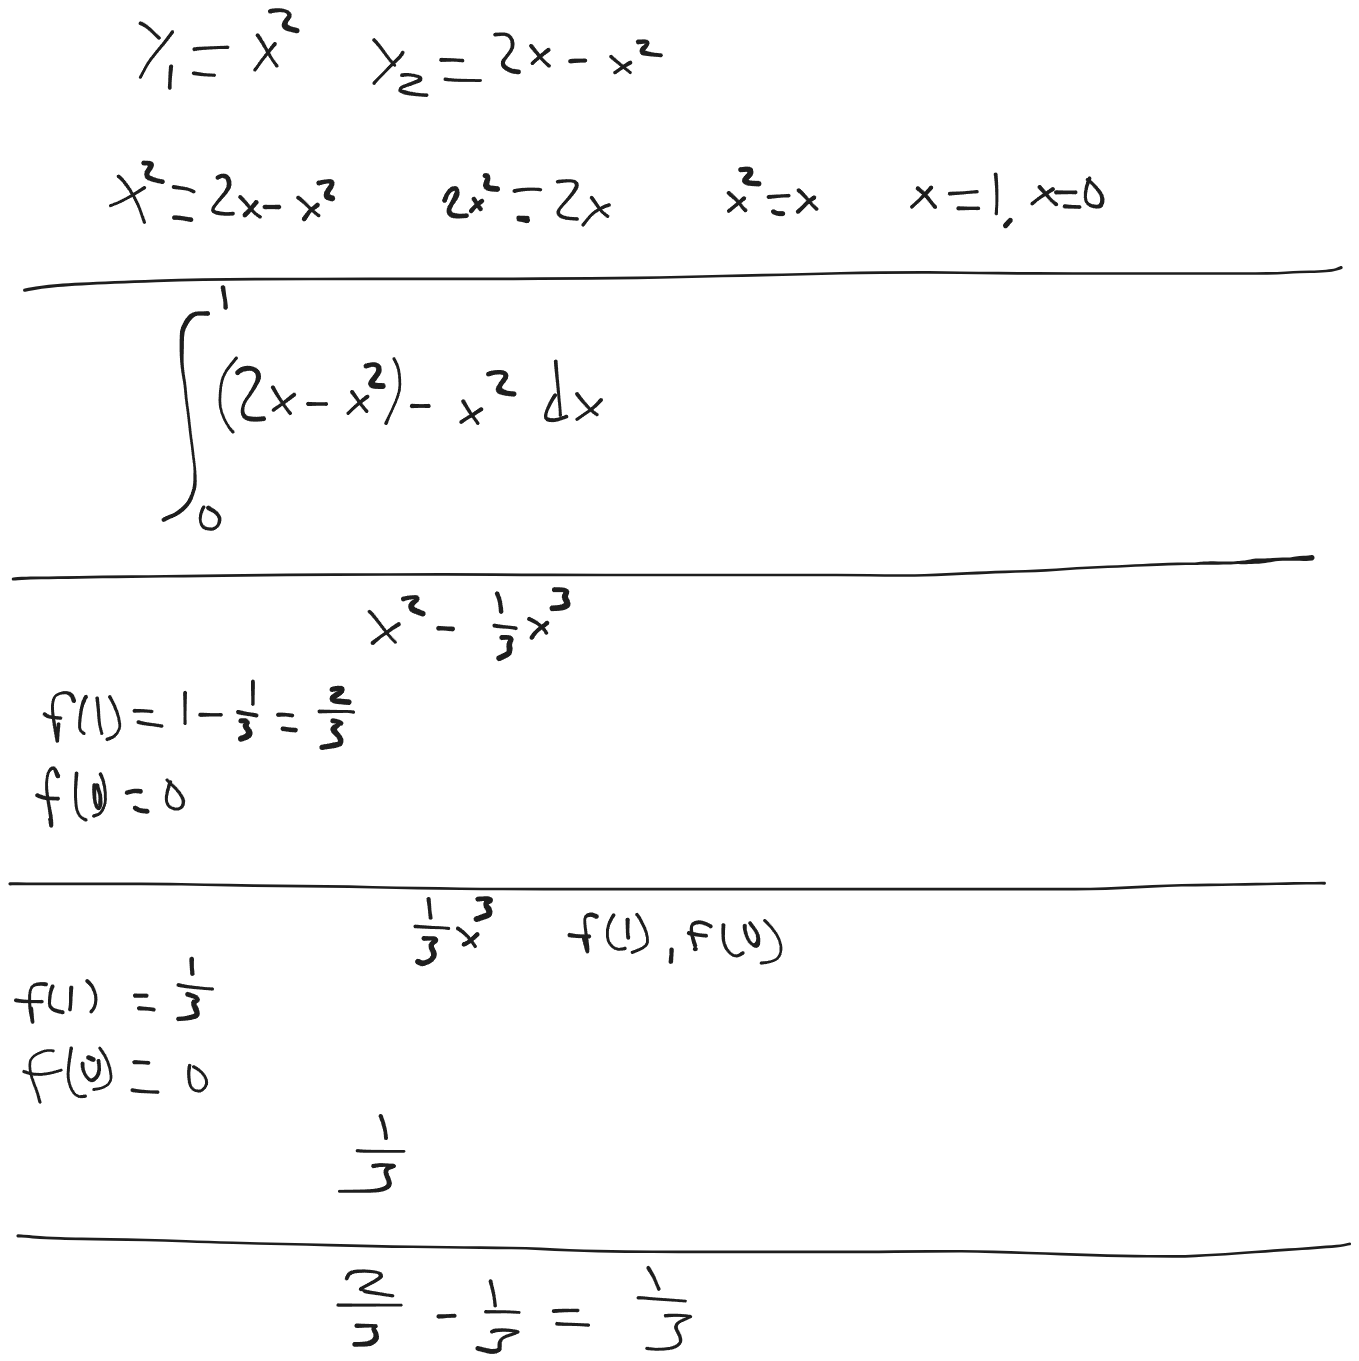 y₁ = x² y₂ = 2x - x²
x² = 2x - x² 2x² = 2x x² = x x = 1, x = 0
∫₀¹ (2x - x²) - x² dx
x² - 1/3 x³
f(1) = 1 - 1/3 = 2/3
f(0) = 0
1/3 x³ f(1), f(0)
f(1) = 1/3
f(0) = 0
1/3
2/3 - 1/3 = 1/3